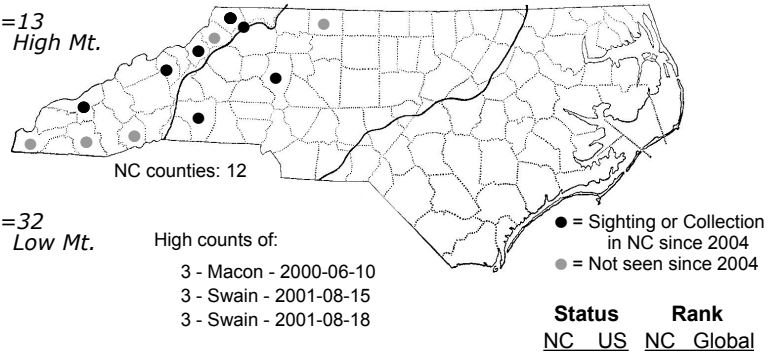 =13
High Mt.
NC counties: 12
=32
Low Mt.
High counts of:
3 - Macon - 2000-06-10
3 - Swain - 2001-08-15
3 - Swain - 2001-08-18
● = Sighting or Collection
in NC since 2004
● = Not seen since 2004
Status Rank
NC US NC Global